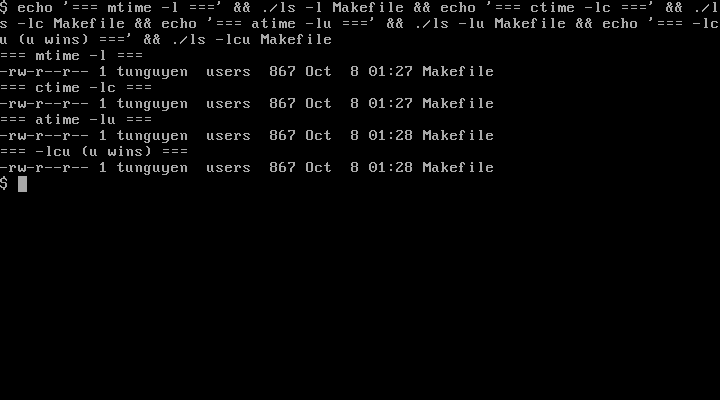 $ echo '=== mtime -l ===' && ./ls -l Makefile && echo '=== ctime -lc ===' && ./l
s -lc Makefile && echo '=== atime -lu ===' && ./ls -lu Makefile && echo '=== -lc
u (u wins) ===' && ./ls -lcu Makefile
=== mtime -l ===
-rw-r--r-- 1 tunguyen  users  867 Oct  8 01:27 Makefile
=== ctime -lc ===
-rw-r--r-- 1 tunguyen  users  867 Oct  8 01:27 Makefile
=== atime -lu ===
-rw-r--r-- 1 tunguyen  users  867 Oct  8 01:28 Makefile
=== -lcu (u wins) ===
-rw-r--r-- 1 tunguyen  users  867 Oct  8 01:28 Makefile
$